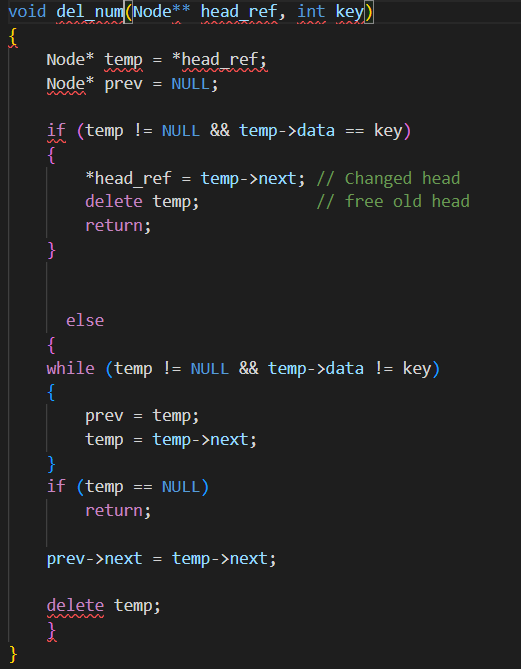 void del_num(Node** head_ref, int key)
{
    Node* temp = *head_ref;
    Node* prev = NULL;
    if (temp != NULL && temp->data == key)
    {
        *head_ref = temp->next; // Changed head
        delete temp;            // free old head
        return;
    }
      else
    {
    while (temp != NULL && temp->data != key)
    {
        prev = temp;
        temp = temp->next;
    }
    if (temp == NULL)
        return;
    prev->next = temp->next;
    delete temp;
    }
}